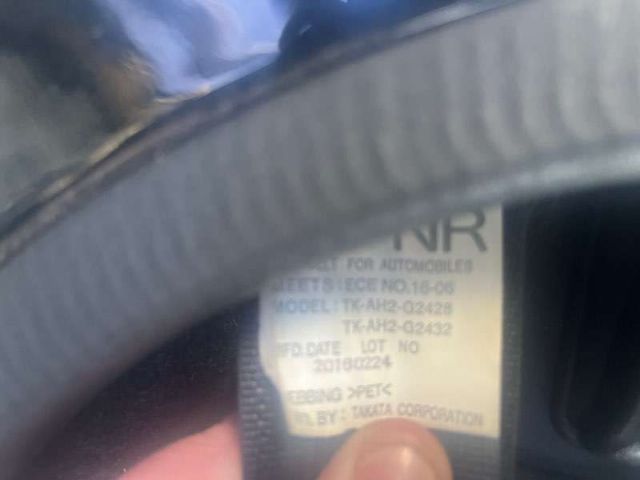 NR
BELT FOR AUTOMOBILES
MEETS: ECE NO.16-06
MODEL: TK-AH2-G2428
TK-AH2-G2432
MFD.DATE LOT NO
20160224
WEBBING >PET<
BY: TAKATA CORPORATION